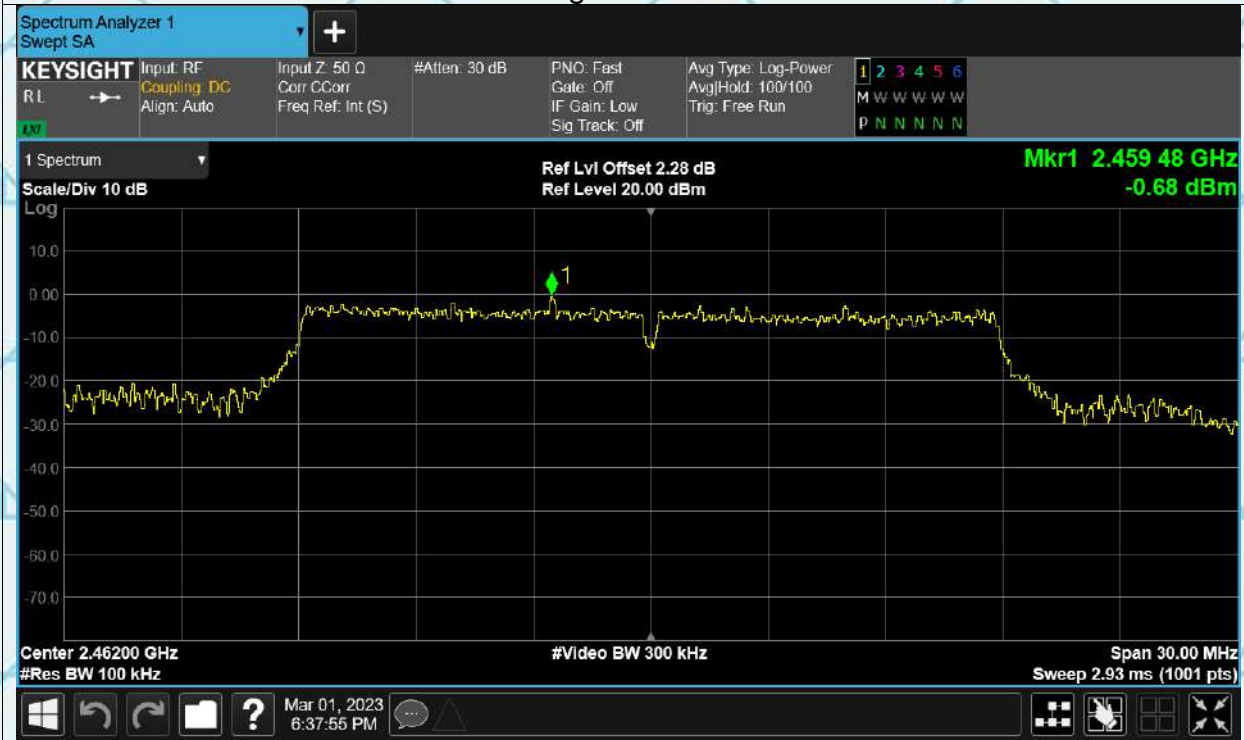 Spectrum Analyzer 1
Swept SA
+
KEYSIGHT
RL
LXI
Input: RF
Coupling: DC
Align: Auto
Input Z: 50 Ω
Corr CCorr
Freq Ref: Int (S)
#Atten: 30 dB
PNO: Fast
Gate: Off
IF Gain: Low
Sig Track: Off
Avg Type: Log-Power
Avg|Hold: 100/100
Trig: Free Run
1 2 3 4 5 6
M W W W W W
P N N N N N
1 Spectrum
Scale/Div 10 dB
Ref Lvl Offset 2.28 dB
Ref Level 20.00 dBm
Mkr1 2.459 48 GHz
-0.68 dBm
Log
10.0
0.00
-10.0
-20.0
-30.0
-40.0
-50.0
-60.0
-70.0
1
Center 2.46200 GHz
#Res BW 100 kHz
#Video BW 300 kHz
Span 30.00 MHz
Sweep 2.93 ms (1001 pts)
?
Mar 01, 2023
6:37:55 PM